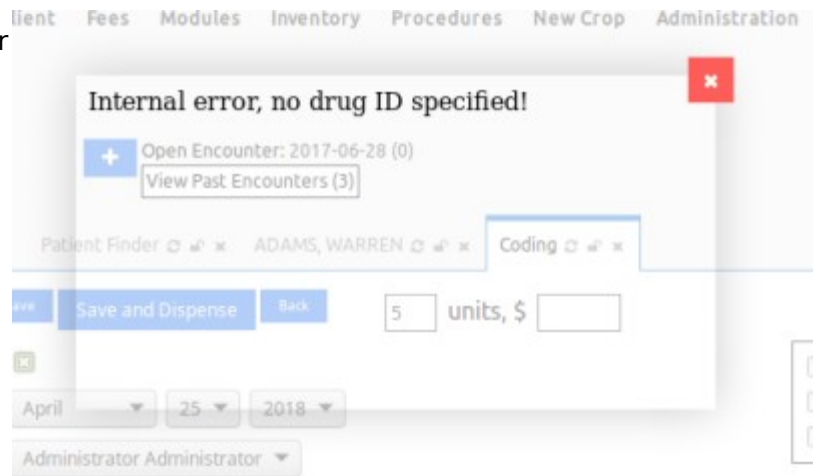 lient Fees Modules Inventory Procedures New Crop Administration
r
Internal error, no drug ID specified!
Open Encounter: 2017-06-28 (0)
View Past Encounters (3)
Patient Finder ADAMS, WARREN Coding
ave Save and Dispense Back 5 units, $
April 25 2018
Administrator Administrator